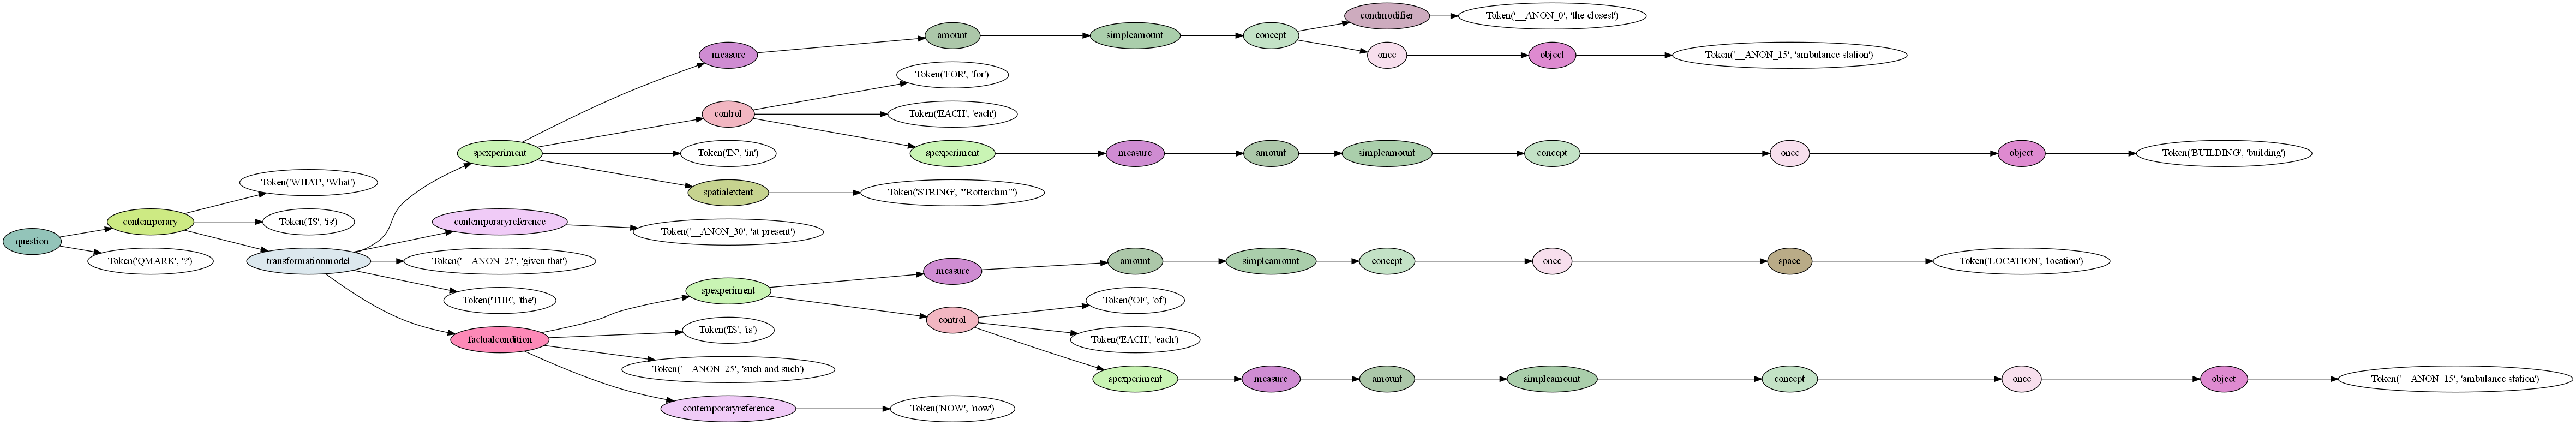 question
contemporary
Token('WHAT', 'What')
Token('IS', 'is')
transformationmodel
spexperiment
measure
amount
simpleamount
concept
condmodifier
Token('__ANON_0', 'the closest')
onec
object
Token('__ANON_15', 'ambulance station')
control
Token('FOR', 'for')
Token('EACH', 'each')
spexperiment
measure
amount
simpleamount
concept
onec
object
Token('BUILDING', 'building')
Token('IN', 'in')
spatialextent
Token('STRING', "'Rotterdam'")
contemporaryreference
Token('__ANON_30', 'at present')
Token('__ANON_27', 'given that')
Token('THE', 'the')
factualcondition
spexperiment
measure
amount
simpleamount
concept
onec
space
Token('LOCATION', 'location')
control
Token('OF', 'of')
Token('EACH', 'each')
spexperiment
measure
amount
simpleamount
concept
onec
object
Token('__ANON_15', 'ambulance station')
Token('IS', 'is')
Token('__ANON_25', 'such and such')
contemporaryreference
Token('NOW', 'now')
Token('QMARK', '?')